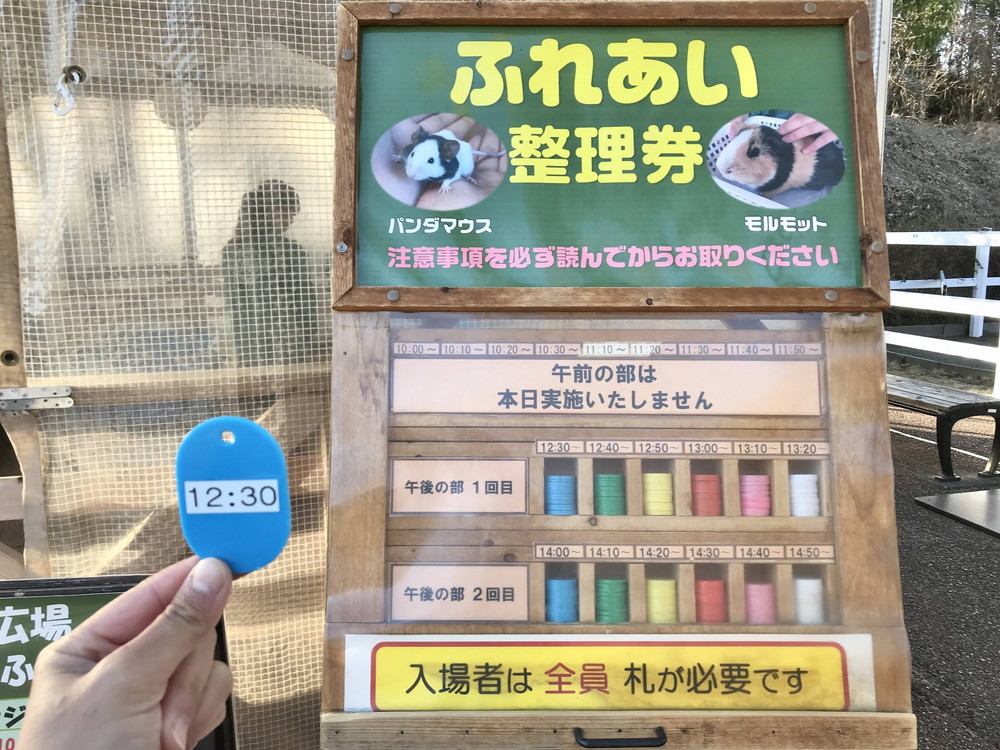 ふれあい
整理券
パンダマウス
モルモット
注意事項を必ず読んでからお取りください
10:00～ 10:10～ 10:20～ 10:30～ 11:10～ 11:20～ 11:30～ 11:40～ 11:50～
午前の部は
本日実施いたしません
12:30～ 12:40～ 12:50～ 13:00～ 13:10～ 13:20～
午後の部 1回目
14:00～ 14:10～ 14:20～ 14:30～ 14:40～ 14:50～
午後の部 2回目
入場者は 全員 札が必要です
12:30
広場
ふ